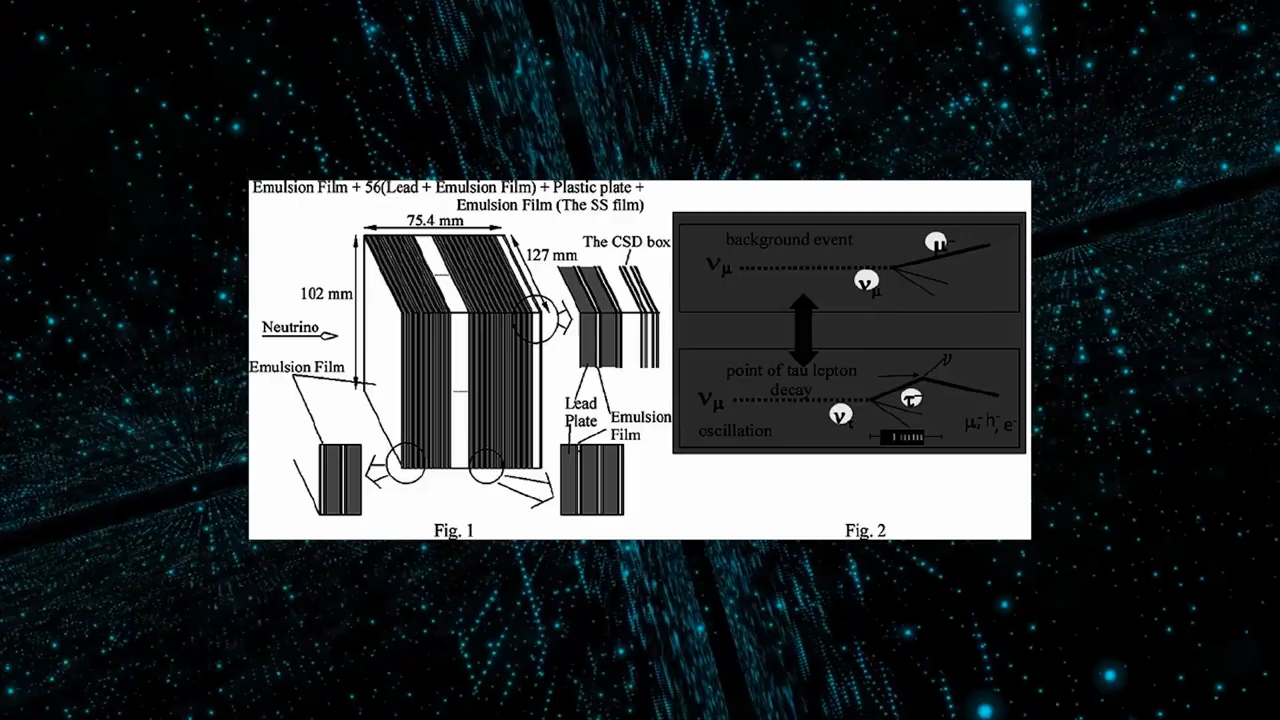 Emulsion Film + 56(Lead + Emulsion Film) + Plastic plate +
Emulsion Film (The SS film)
75.4 mm
127 mm
102 mm
Neutrino
Emulsion Film
The CSD box
Lead
Plate
Emulsion
Film
Fig. 1
background event
νμ
μ-
νμ
point of tau lepton
decay
ν
νμ
ντ
τ-
μ-, h-, e-
oscillation
1 mm
Fig. 2